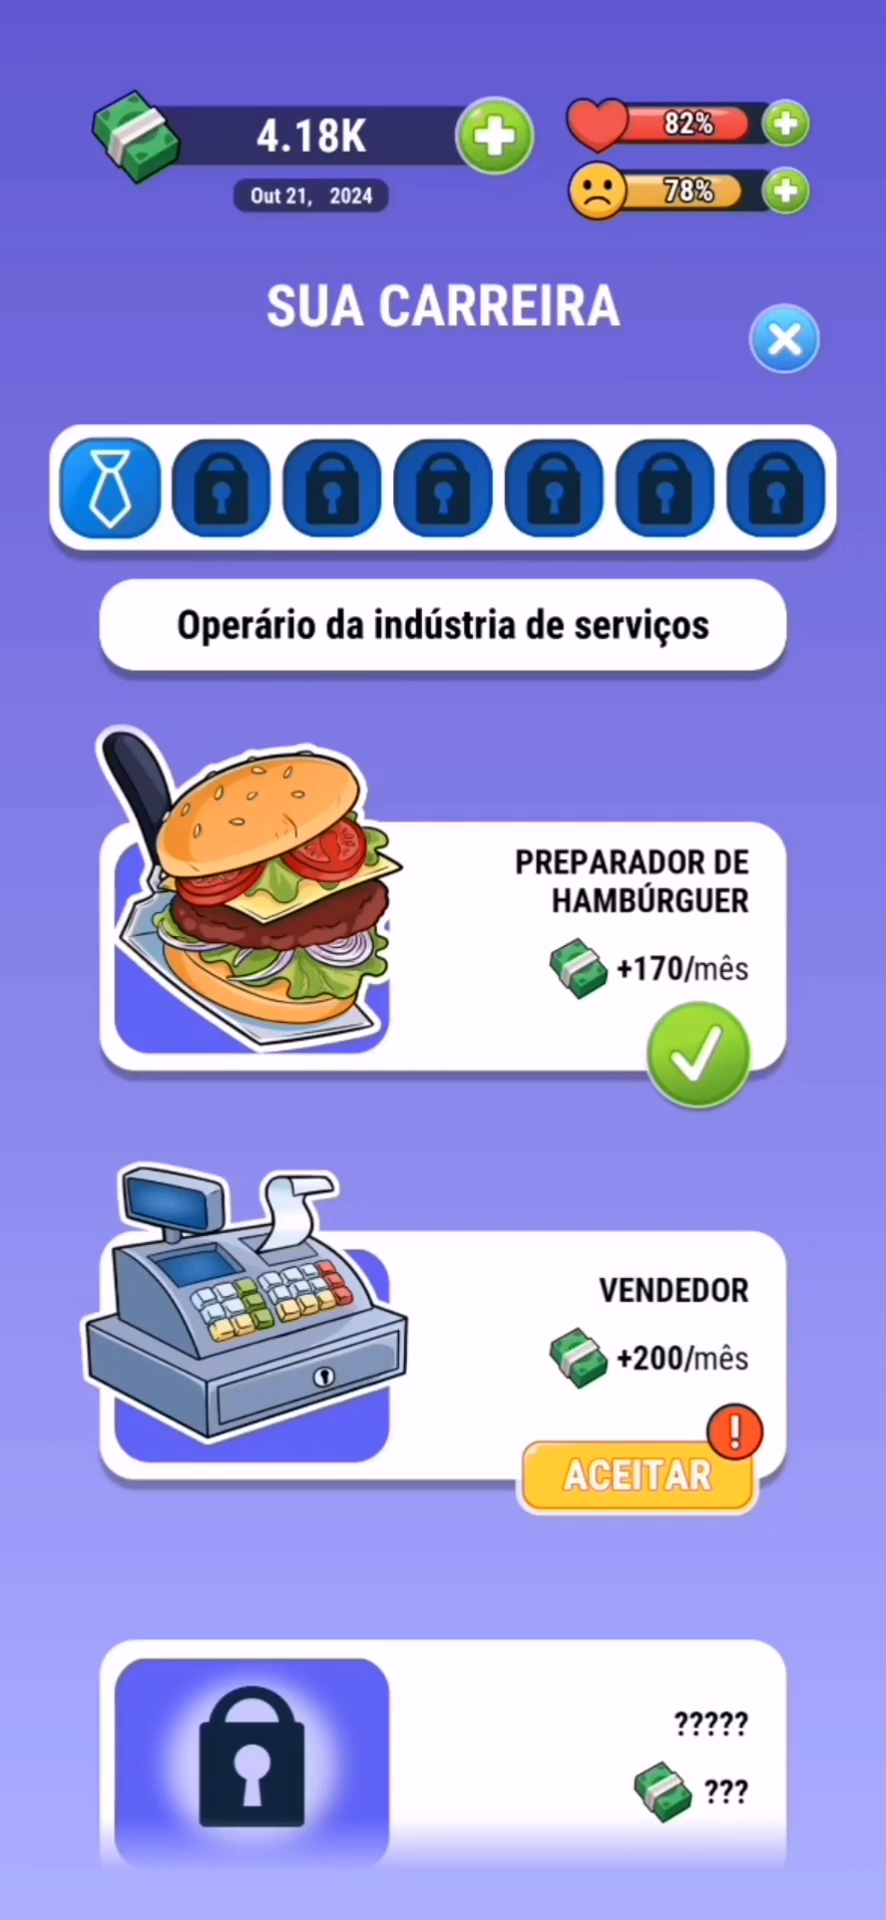 4.18K
82%
Out 21, 2024
78%
SUA CARREIRA
Operário da indústria de serviços
PREPARADOR DE
HAMBÚRGUER
+170/mês
VENDEDOR
+200/mês
!
ACEITAR
?????
???